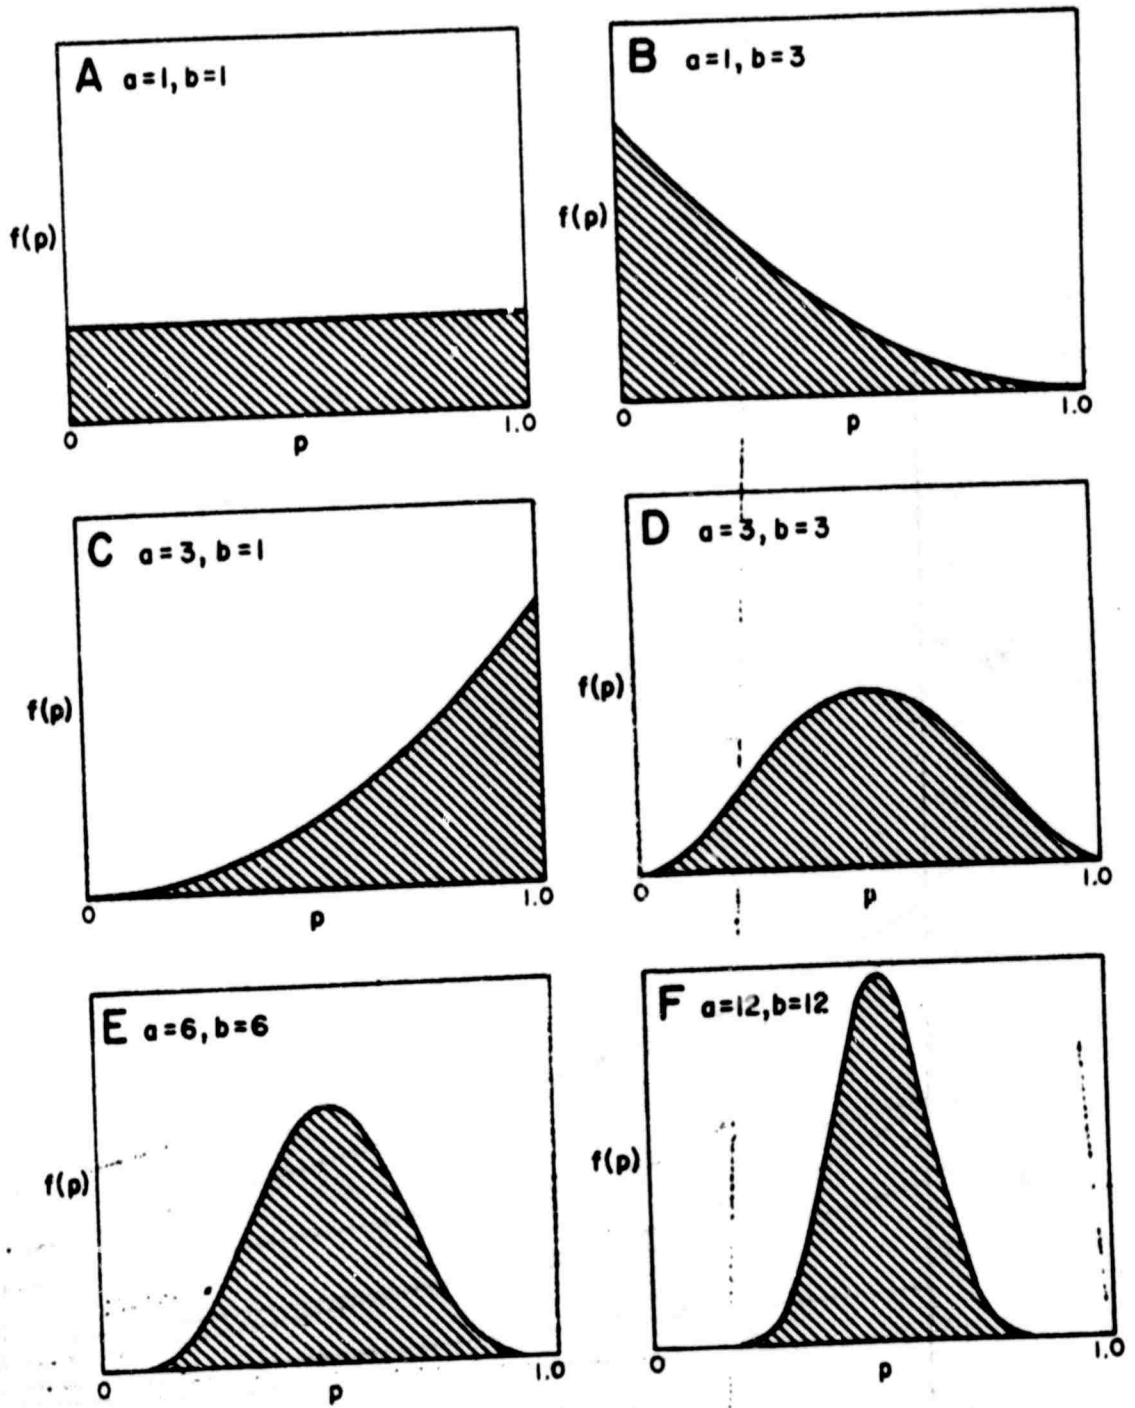 A a=1, b=1
f(p)
0 p 1.0
B a=1, b=3
f(p)
0 p 1.0
C a=3, b=1
f(p)
0 p 1.0
D a=3, b=3
f(p)
0 p 1.0
E a=6, b=6
f(p)
0 p 1.0
F a=12, b=12
f(p)
0 p 1.0